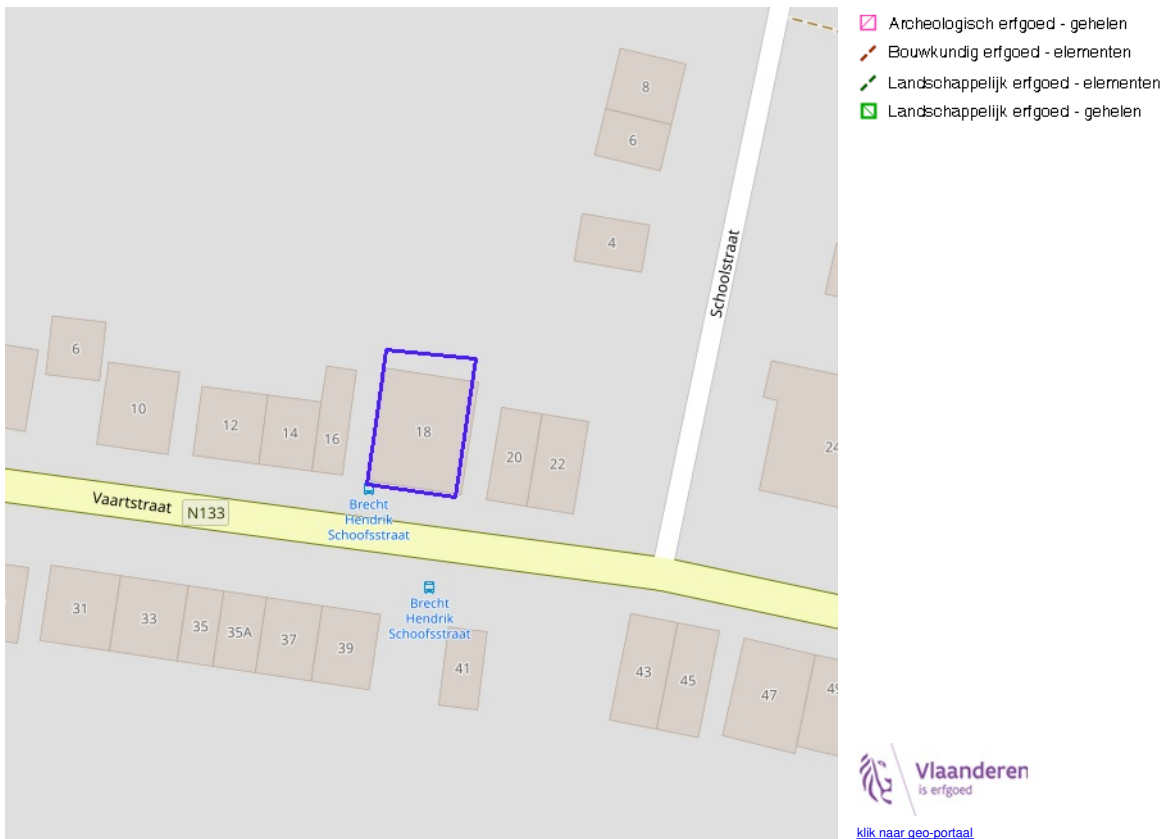 Archeologisch erfgoed - gehelen
Bouwkundig erfgoed - elementen
Landschappelijk erfgoed - elementen
Landschappelijk erfgoed - gehelen
8
6
4
Schoolstraat
6
10
12
14
16
18
20
22
24
Vaartstraat
N133
Brecht
Hendrik
Schoofsstraat
Brecht
Hendrik
Schoofsstraat
31
33
35
35A
37
39
41
43
45
47
49
Vlaanderen
is erfgoed
klik naar geo-portaal